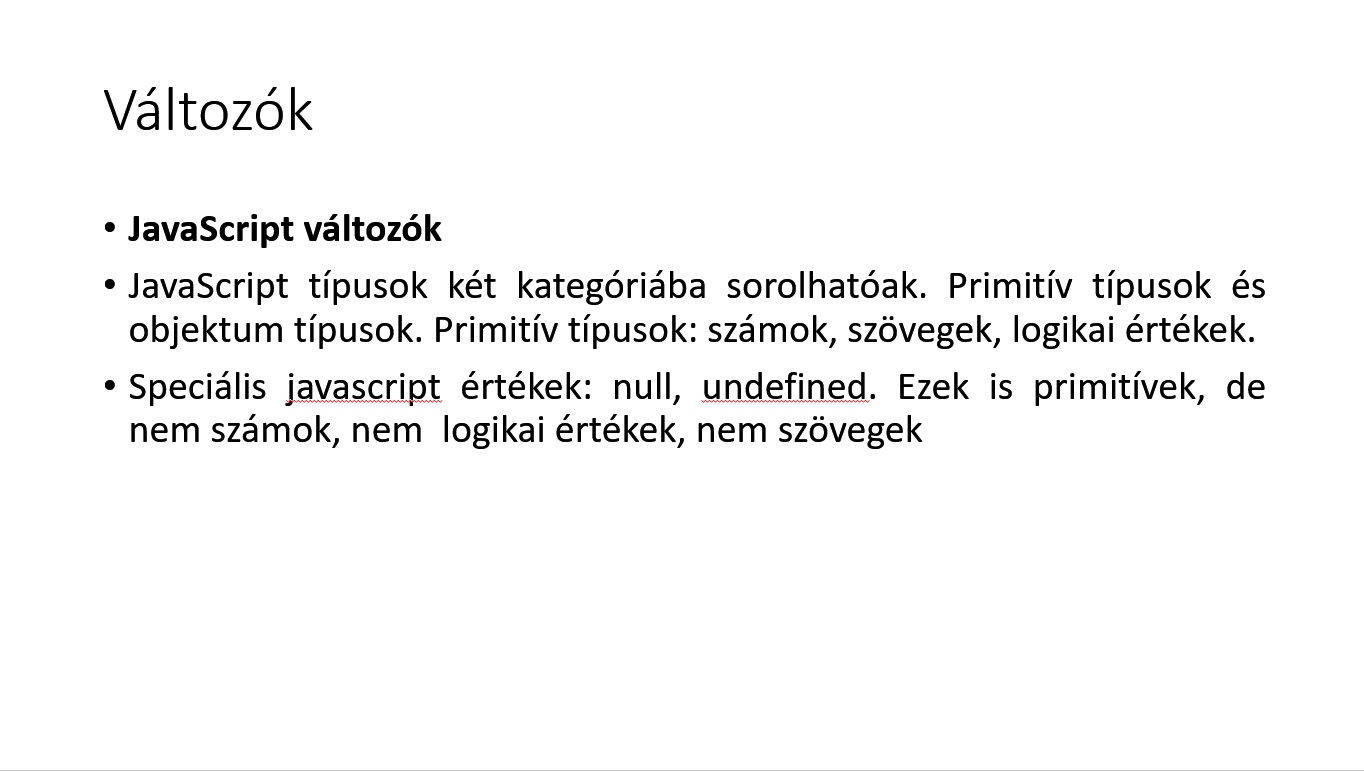 Változók
• JavaScript változók
• JavaScript típusok két kategóriába sorolhatóak. Primitív típusok és
objektum típusok. Primitív típusok: számok, szövegek, logikai értékek.
• Speciális javascript értékek: null, undefined. Ezek is primitívek, de
nem számok, nem  logikai értékek, nem szövegek